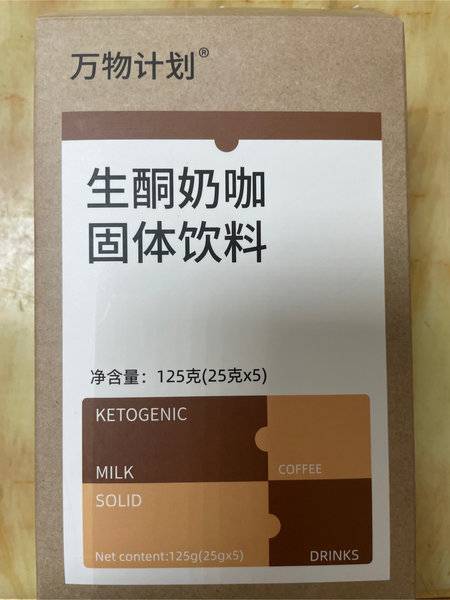 万物计划®
生酮奶咖
固体饮料
净含量：125克(25克x5)
KETOGENIC
MILK
COFFEE
SOLID
Net content:125g(25gx5)
DRINKS